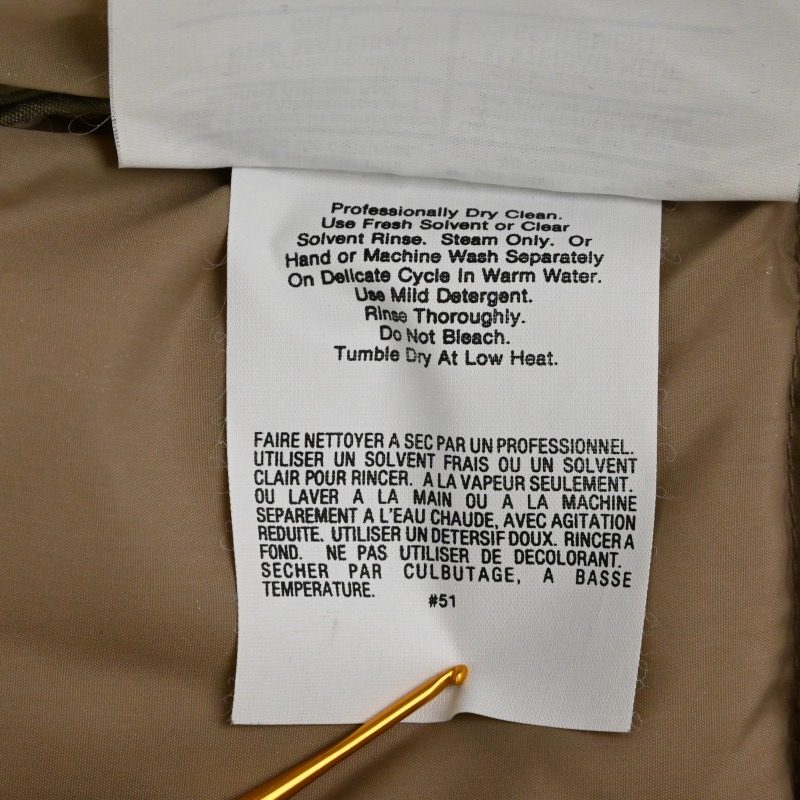 Professionally Dry Clean.
Use Fresh Solvent or Clear
Solvent Rinse. Steam Only. Or
Hand or Machine Wash Separately
On Delicate Cycle In Warm Water.
Use Mild Detergent.
Rinse Thoroughly.
Do Not Bleach.
Tumble Dry At Low Heat.
FAIRE NETTOYER A SEC PAR UN PROFESSIONNEL.
UTILISER UN SOLVENT FRAIS OU UN SOLVENT
CLAIR POUR RINCER. A LA VAPEUR SEULEMENT.
OU LAVER A LA MAIN OU A LA MACHINE
SEPAREMENT A L'EAU CHAUDE, AVEC AGITATION
REDUITE. UTILISER UN DETERSIF DOUX. RINCER A
FOND. NE PAS UTILISER DE DECOLORANT.
SECHER PAR CULBUTAGE, A BASSE
TEMPERATURE.
#51